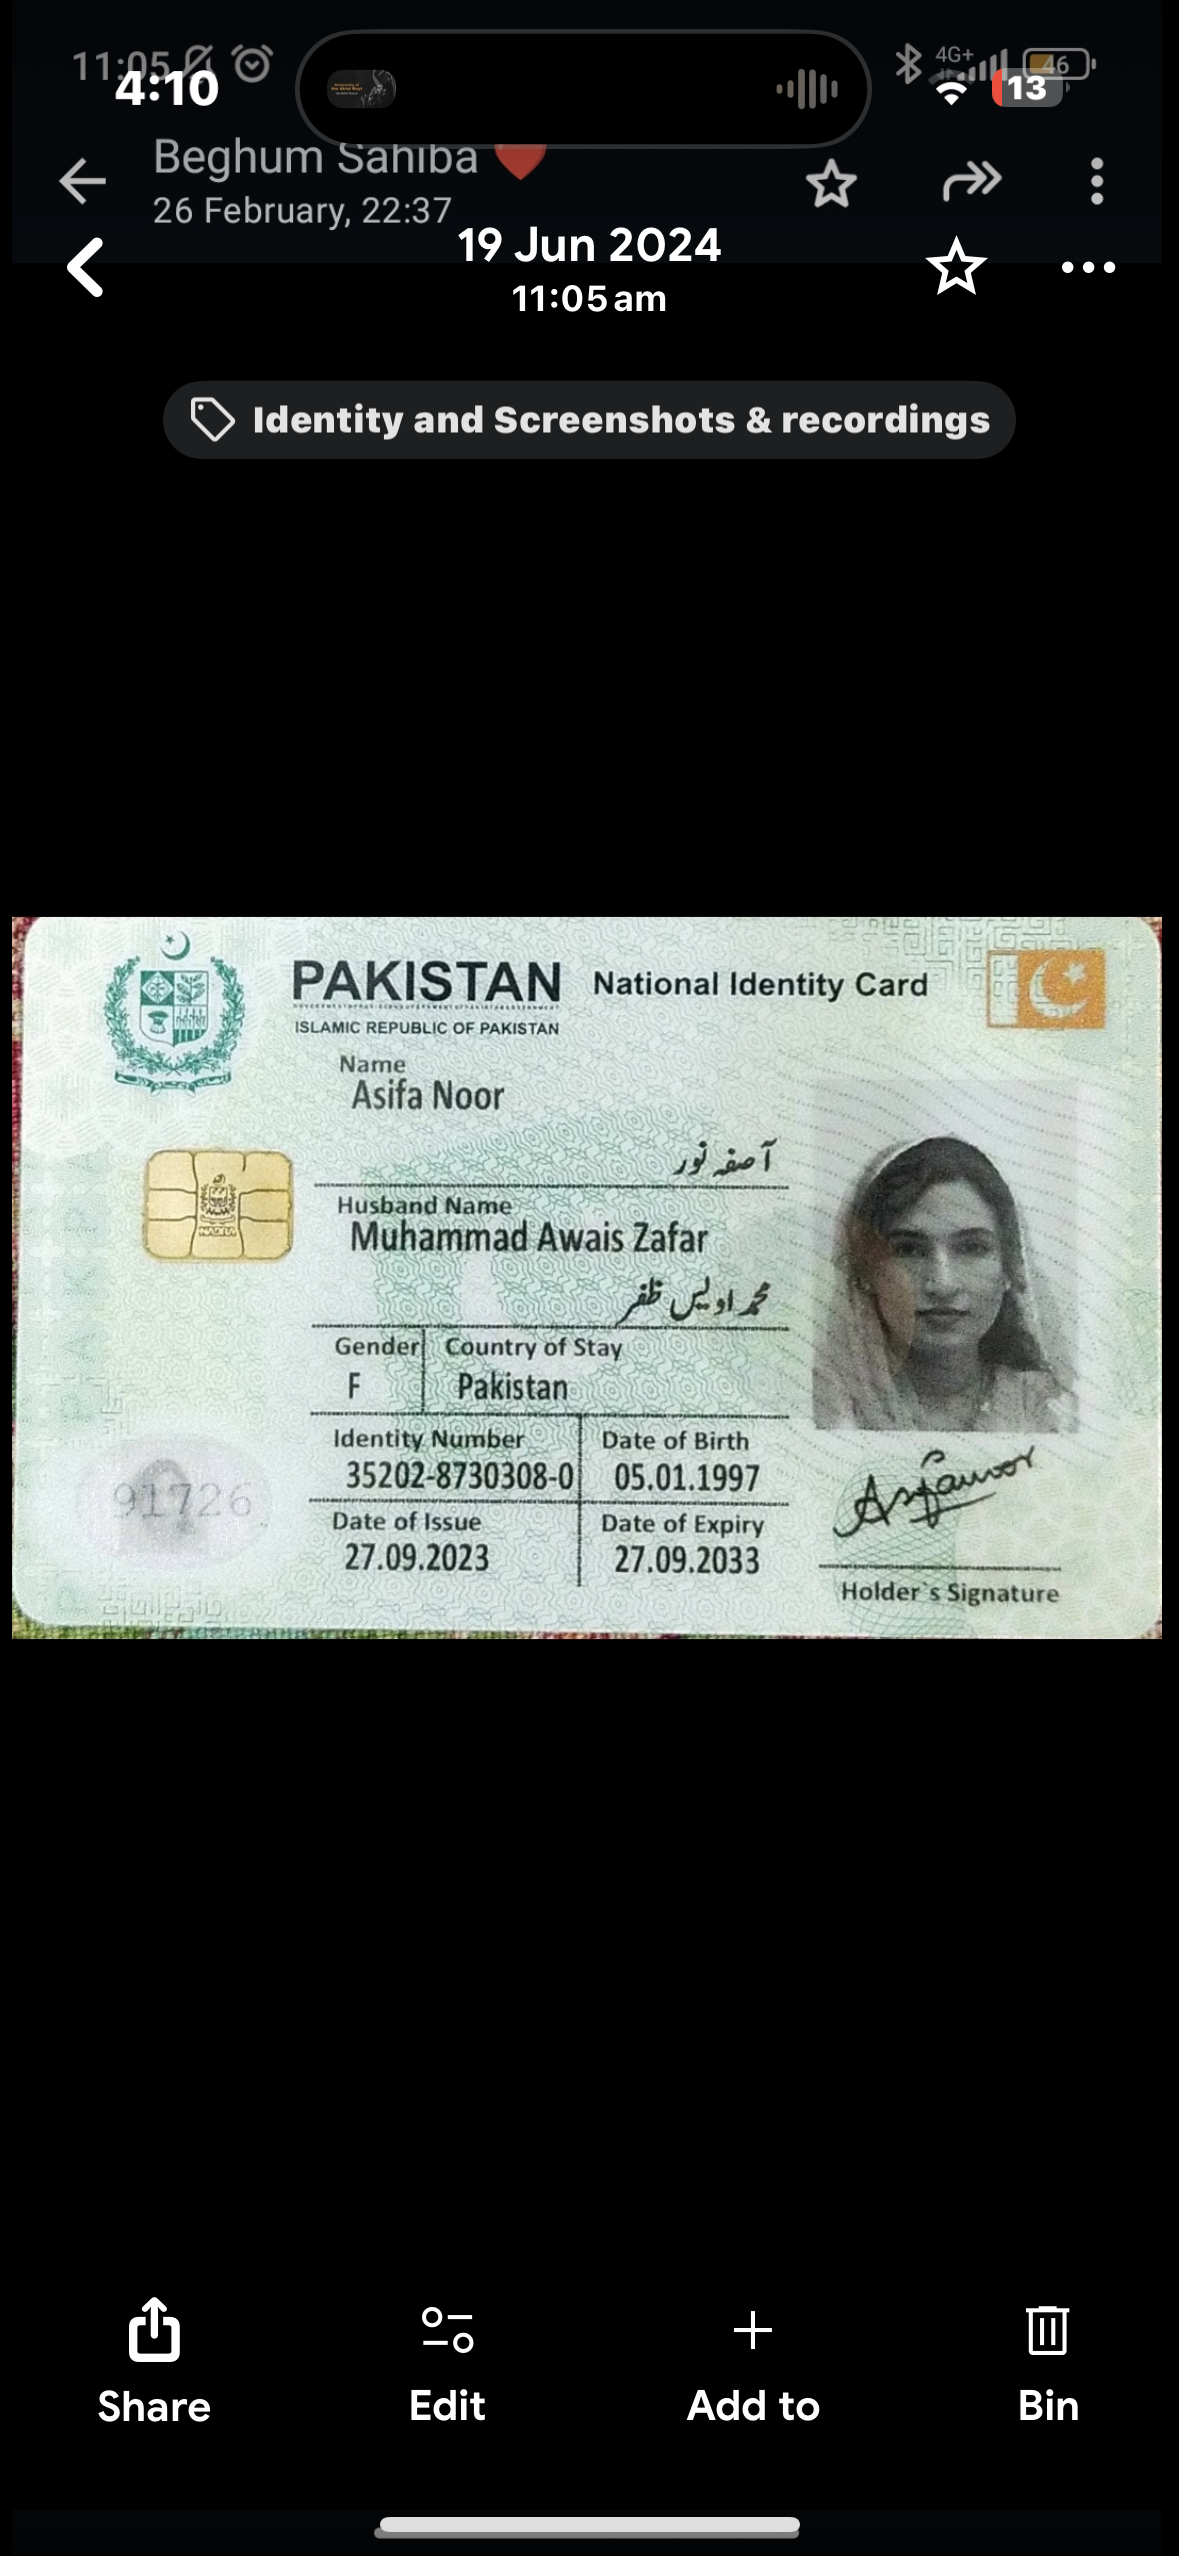 11:05
4G+
46
4:10
13
Beghum Sahiba
26 February, 22:37
19 Jun 2024
11:05 am
Identity and Screenshots & recordings
PAKISTAN National Identity Card
ISLAMIC REPUBLIC OF PAKISTAN
Name
Asifa Noor
آصفہ نور
Husband Name
Muhammad Awais Zafar
محمد اویس ظفر
Gender Country of Stay
F Pakistan
Identity Number Date of Birth
35202-8730308-0 05.01.1997
91726
Date of Issue Date of Expiry
27.09.2023 27.09.2033
Asifanoor
Holder`s Signature
Share Edit Add to Bin